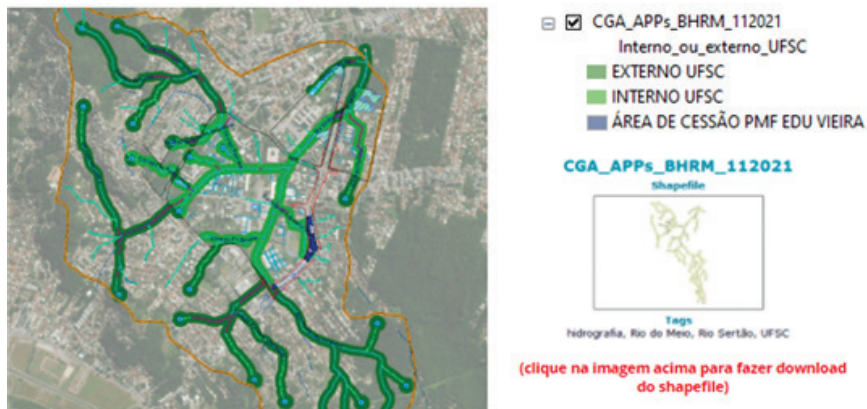 CGA_APPs_BHRM_112021
Interno_ou_externo_UFSC
EXTERNO UFSC
INTERNO UFSC
ÁREA DE CESSÃO PMF EDU VIEIRA
CGA_APPs_BHRM_112021
Shapefile
Tags
hidrografia, Rio do Meio, Rio Sertão, UFSC
(clique na imagem acima para fazer download
do shapefile)